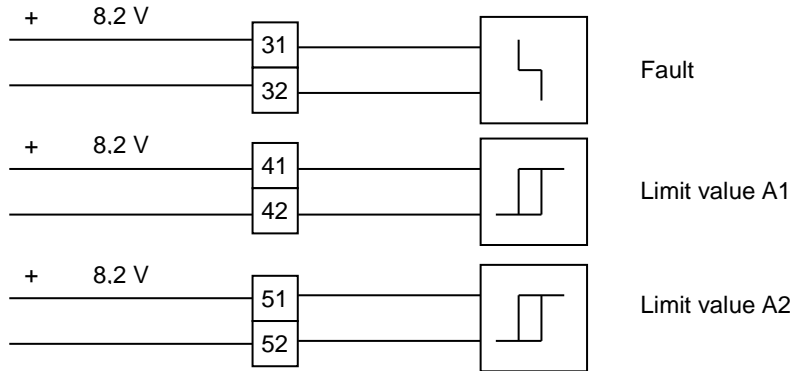 + 8,2 V
31
32
Fault
+ 8,2 V
41
42
Limit value A1
+ 8,2 V
51
52
Limit value A2